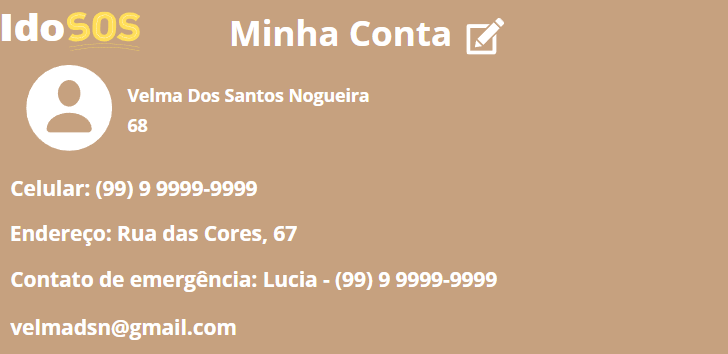 IdoSOS
Minha Conta
Velma Dos Santos Nogueira
68
Celular: (99) 9 9999-9999
Endereço: Rua das Cores, 67
Contato de emergência: Lucia - (99) 9 9999-9999
velmadsn@gmail.com